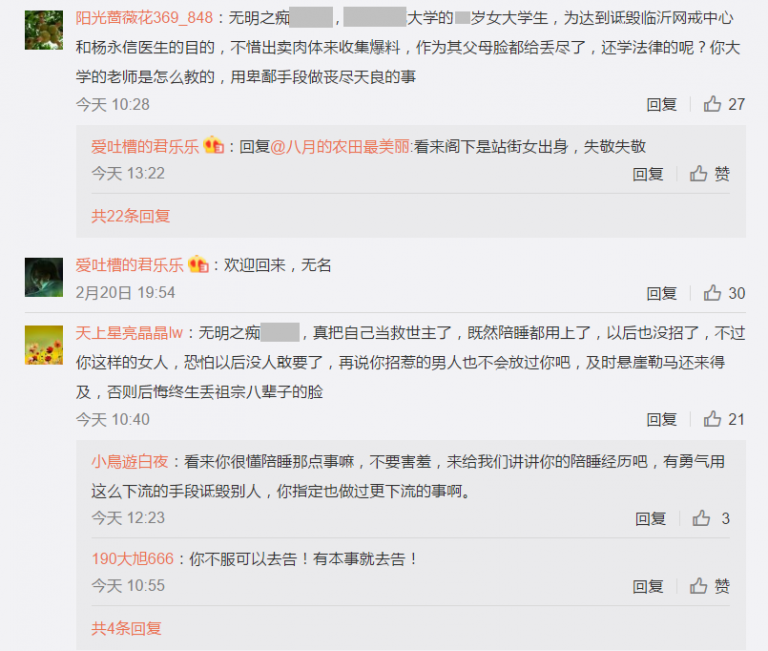 阳光蔷薇花369_848：无明之痴，大学的岁女大学生，为达到诋毁临沂网戒中心
和杨永信医生的目的，不惜出卖肉体来收集爆料，作为其父母脸都给丢尽了，还学法律的呢？你大
学的老师是怎么教的，用卑鄙手段做丧尽天良的事
今天 10:28 回复 27
爱吐槽的君乐乐：回复@八月的农田最美丽:看来阁下是站街女出身，失敬失敬
今天 13:22 回复 赞
共22条回复
爱吐槽的君乐乐：欢迎回来，无名
2月20日 19:54 回复 30
天上星亮晶晶lw：无明之痴，真把自己当救世主了，既然陪睡都用上了，以后也没招了，不过
你这样的女人，恐怕以后没人敢要了，再说你招惹的男人也不会放过你吧，及时悬崖勒马还来得
及，否则后悔终生丢祖宗八辈子的脸
今天 10:40 回复 21
小鳥遊白夜：看来你很懂陪睡那点事嘛，不要害羞，来给我们讲讲你的陪睡经历吧，有勇气用
这么下流的手段诋毁别人，你指定也做过更下流的事啊。
今天 12:23 回复 3
190大旭666：你不服可以去告！有本事就去告！
今天 10:55 回复 赞
共4条回复